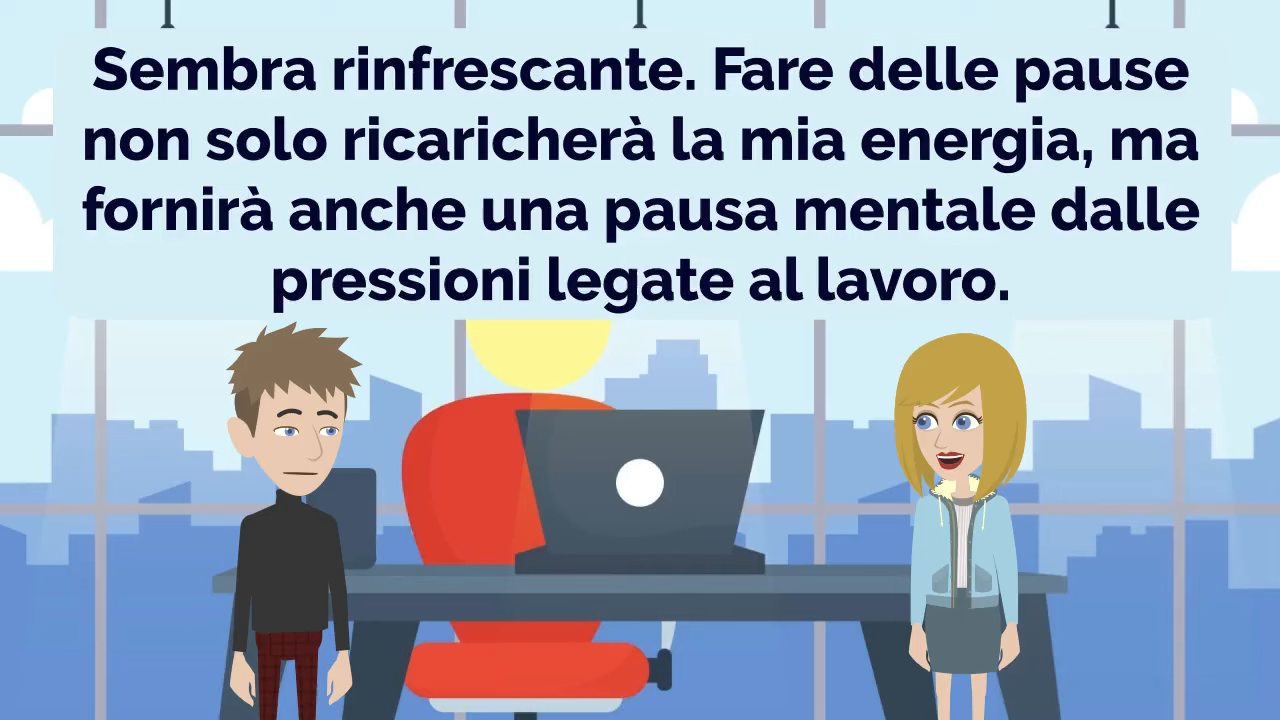 Sembra rinfrescante. Fare delle pause
non solo ricaricherà la mia energia, ma
fornirà anche una pausa mentale dalle
pressioni legate al lavoro.